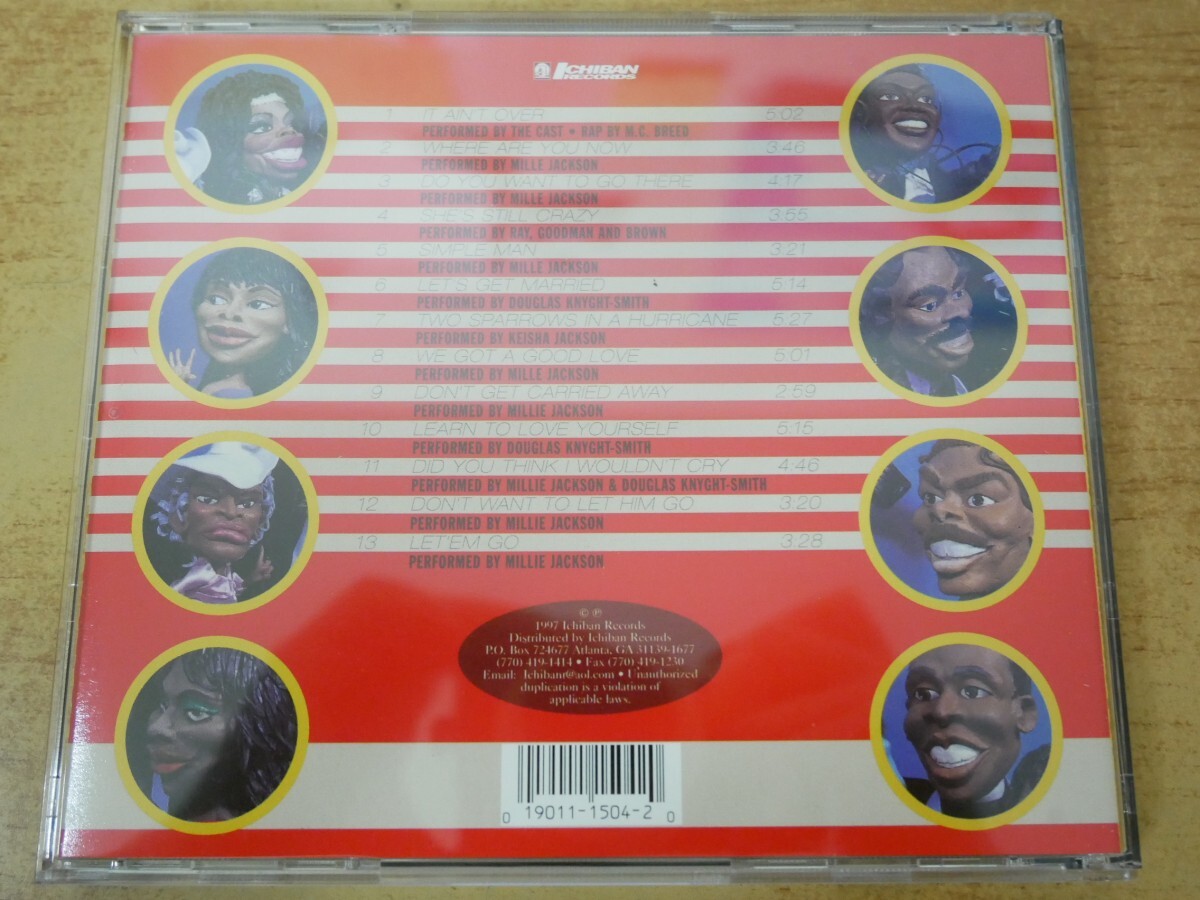 ICHIBAN
RECORDS
1 IT AIN'T OVER 5:02
PERFORMED BY THE CAST • RAP BY M.C. BREED
2 WHERE ARE YOU NOW 3:46
PERFORMED BY MILLE JACKSON
3 DO YOU WANT TO GO THERE 4:17
PERFORMED BY MILLE JACKSON
4 SHE'S STILL CRAZY 3:55
PERFORMED BY RAY, GOODMAN AND BROWN
5 SIMPLE MAN 3:21
PERFORMED BY MILLE JACKSON
6 LET'S GET MARRIED 5:14
PERFORMED BY DOUGLAS KNYGHT-SMITH
7 TWO SPARROWS IN A HURRICANE 5:27
PERFORMED BY KEISHA JACKSON
8 WE GOT A GOOD LOVE 5:01
PERFORMED BY MILLE JACKSON
9 DON'T GET CARRIED AWAY 2:59
PERFORMED BY MILLIE JACKSON
10 LEARN TO LOVE YOURSELF 5:15
PERFORMED BY DOUGLAS KNYGHT-SMITH
11 DID YOU THINK I WOULDN'T CRY 4:46
PERFORMED BY MILLIE JACKSON & DOUGLAS KNYGHT-SMITH
12 DON'T WANT TO LET HIM GO 3:20
PERFORMED BY MILLIE JACKSON
13 LET'EM GO 3:28
PERFORMED BY MILLIE JACKSON
© ℗
1997 Ichiban Records
Distributed by Ichiban Records
P.O. Box 724677 Atlanta, GA 31139-1677
(770) 419-1414 • Fax (770) 419-1230
Email: Ichibanr@aol.com • Unauthorized
duplication is a violation of
applicable laws.
0 19011-1504-2 0